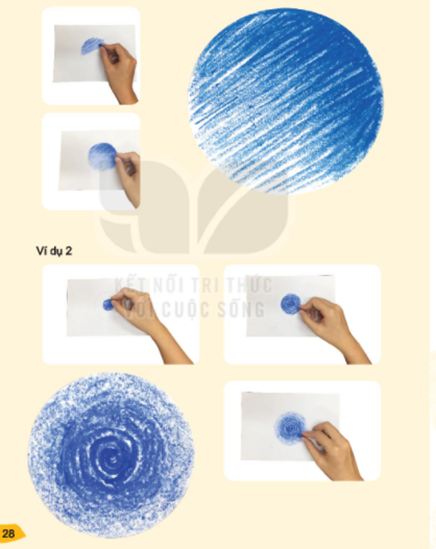 Ví dụ 2
KẾT NỐI TRI THỨC
VỚI CUỘC SỐNG
28